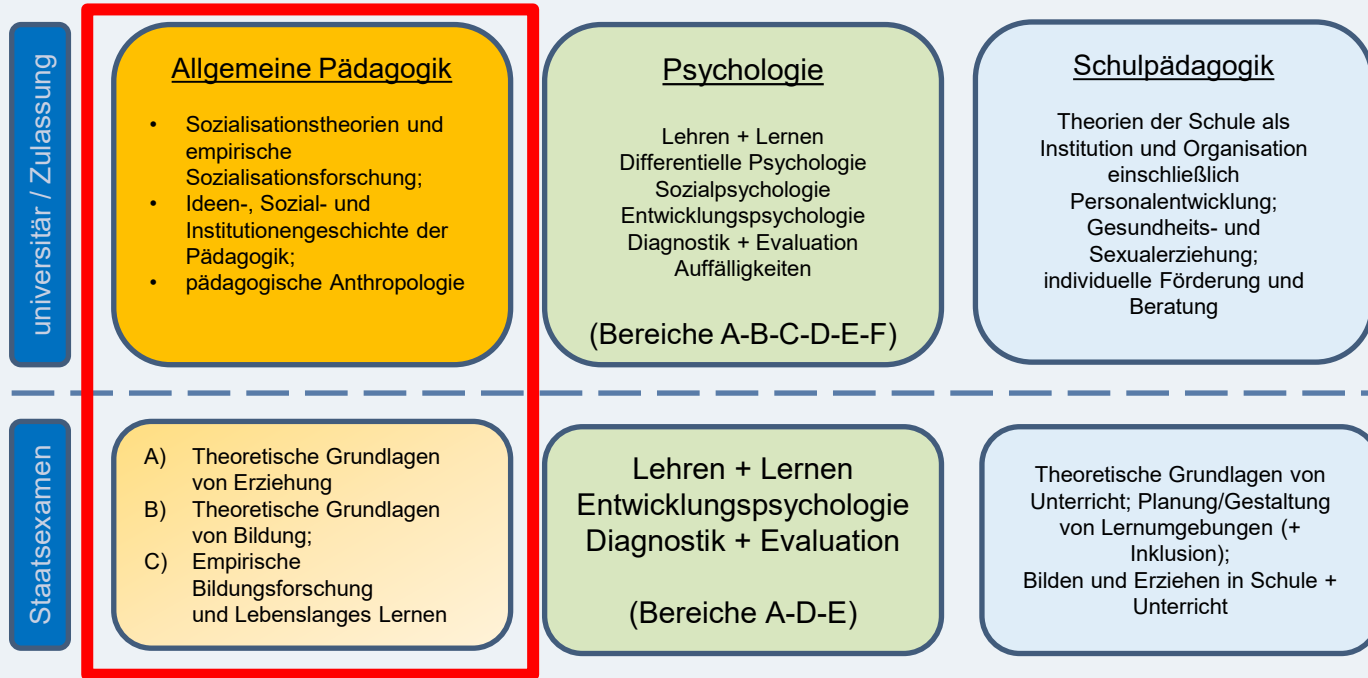 universitär / Zulassung
Allgemeine Pädagogik
• Sozialisationstheorien und
empirische
Sozialisationsforschung;
• Ideen-, Sozial- und
Institutionengeschichte der
Pädagogik;
• pädagogische Anthropologie
Psychologie
Lehren + Lernen
Differentielle Psychologie
Sozialpsychologie
Entwicklungspsychologie
Diagnostik + Evaluation
Auffälligkeiten
(Bereiche A-B-C-D-E-F)
Schulpädagogik
Theorien der Schule als
Institution und Organisation
einschließlich
Personalentwicklung;
Gesundheits- und
Sexualerziehung;
individuelle Förderung und
Beratung
Staatsexamen
A) Theoretische Grundlagen
von Erziehung
B) Theoretische Grundlagen
von Bildung;
C) Empirische
Bildungsforschung
und Lebenslanges Lernen
Lehren + Lernen
Entwicklungspsychologie
Diagnostik + Evaluation
(Bereiche A-D-E)
Theoretische Grundlagen von
Unterricht; Planung/Gestaltung
von Lernumgebungen (+
Inklusion);
Bilden und Erziehen in Schule +
Unterricht